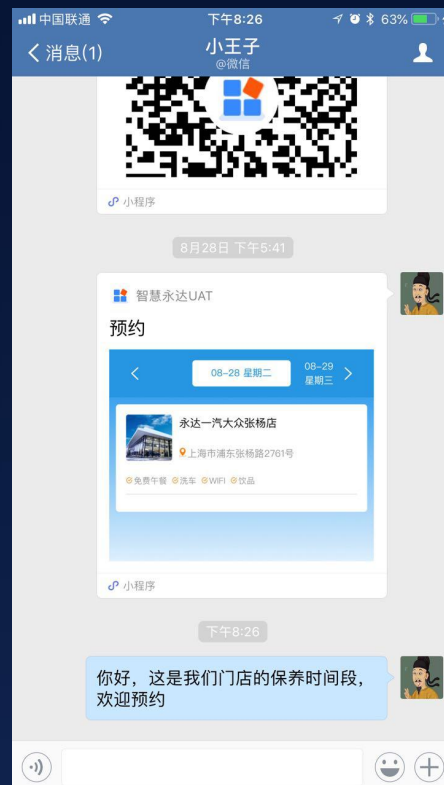 中国联通
下午8:26
63%
消息(1)
小王子
@微信
小程序
8月28日 下午5:41
智慧永达UAT
预约
08-28 星期二
08-29
星期三
永达一汽大众张杨店
上海市浦东张杨路2761号
免费午餐 洗车 WIFI 饮品
小程序
下午8:26
你好，这是我们门店的保养时间段，
欢迎预约